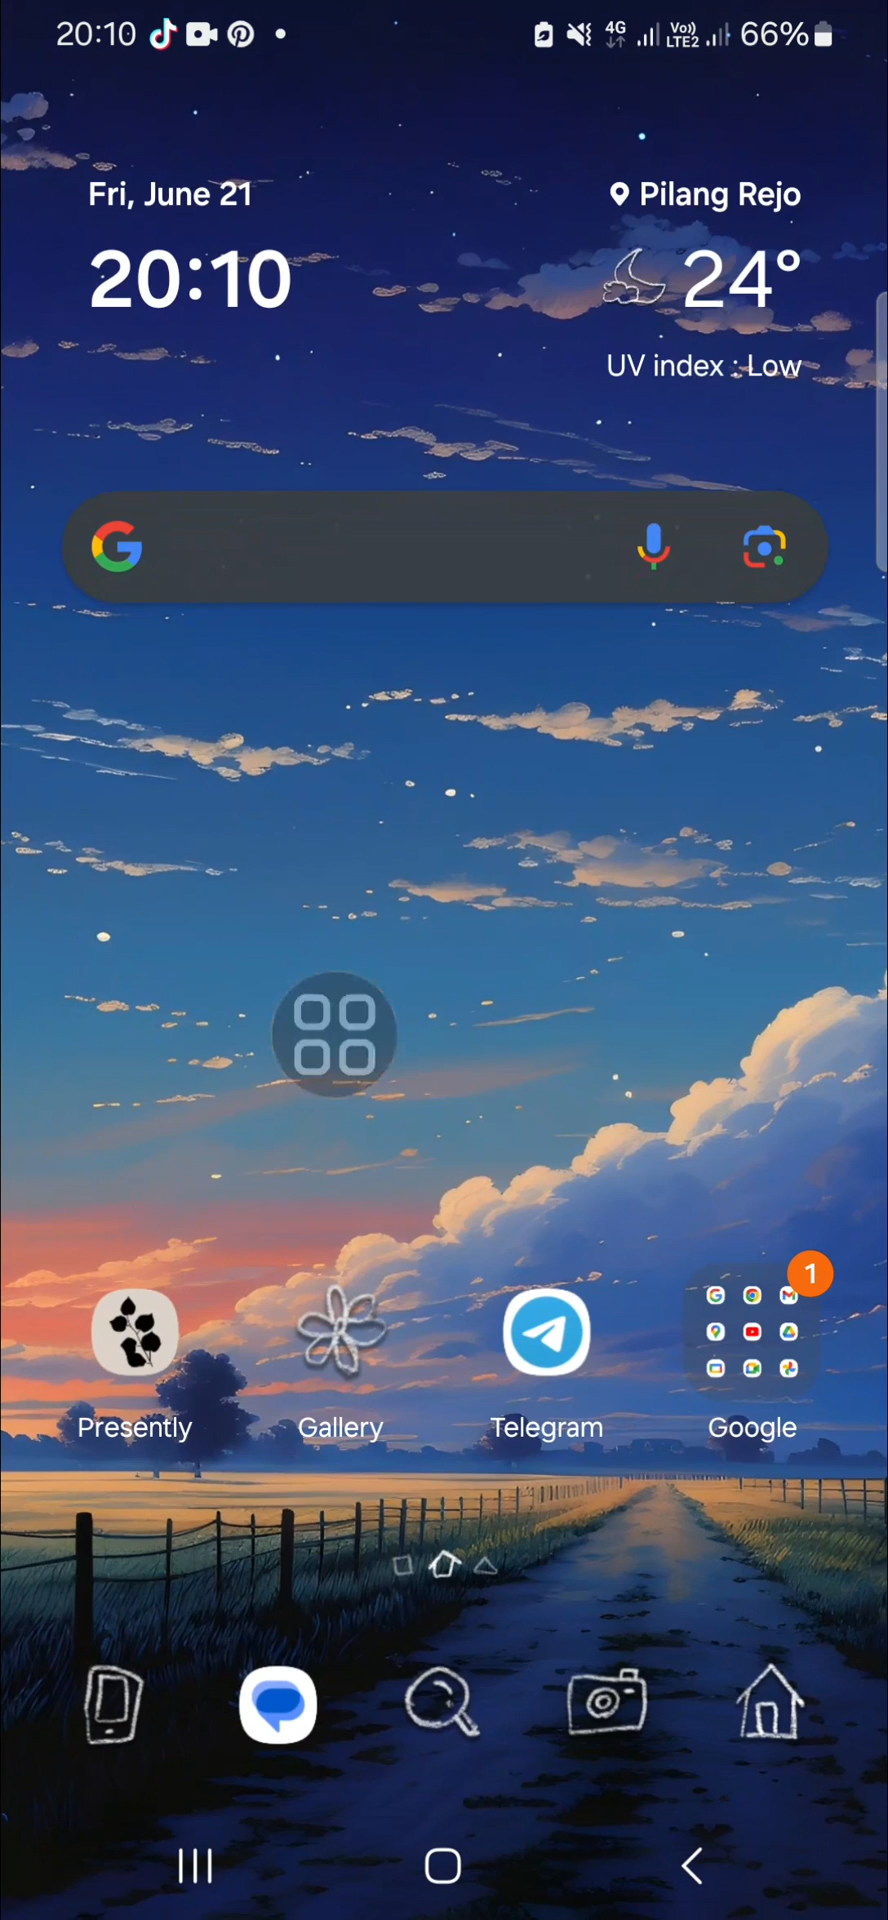 20:10 4G Vo)) LTE2 66%
Fri, June 21
Pilang Rejo
20:10
24°
UV index : Low
1
Presently
Gallery
Telegram
Google